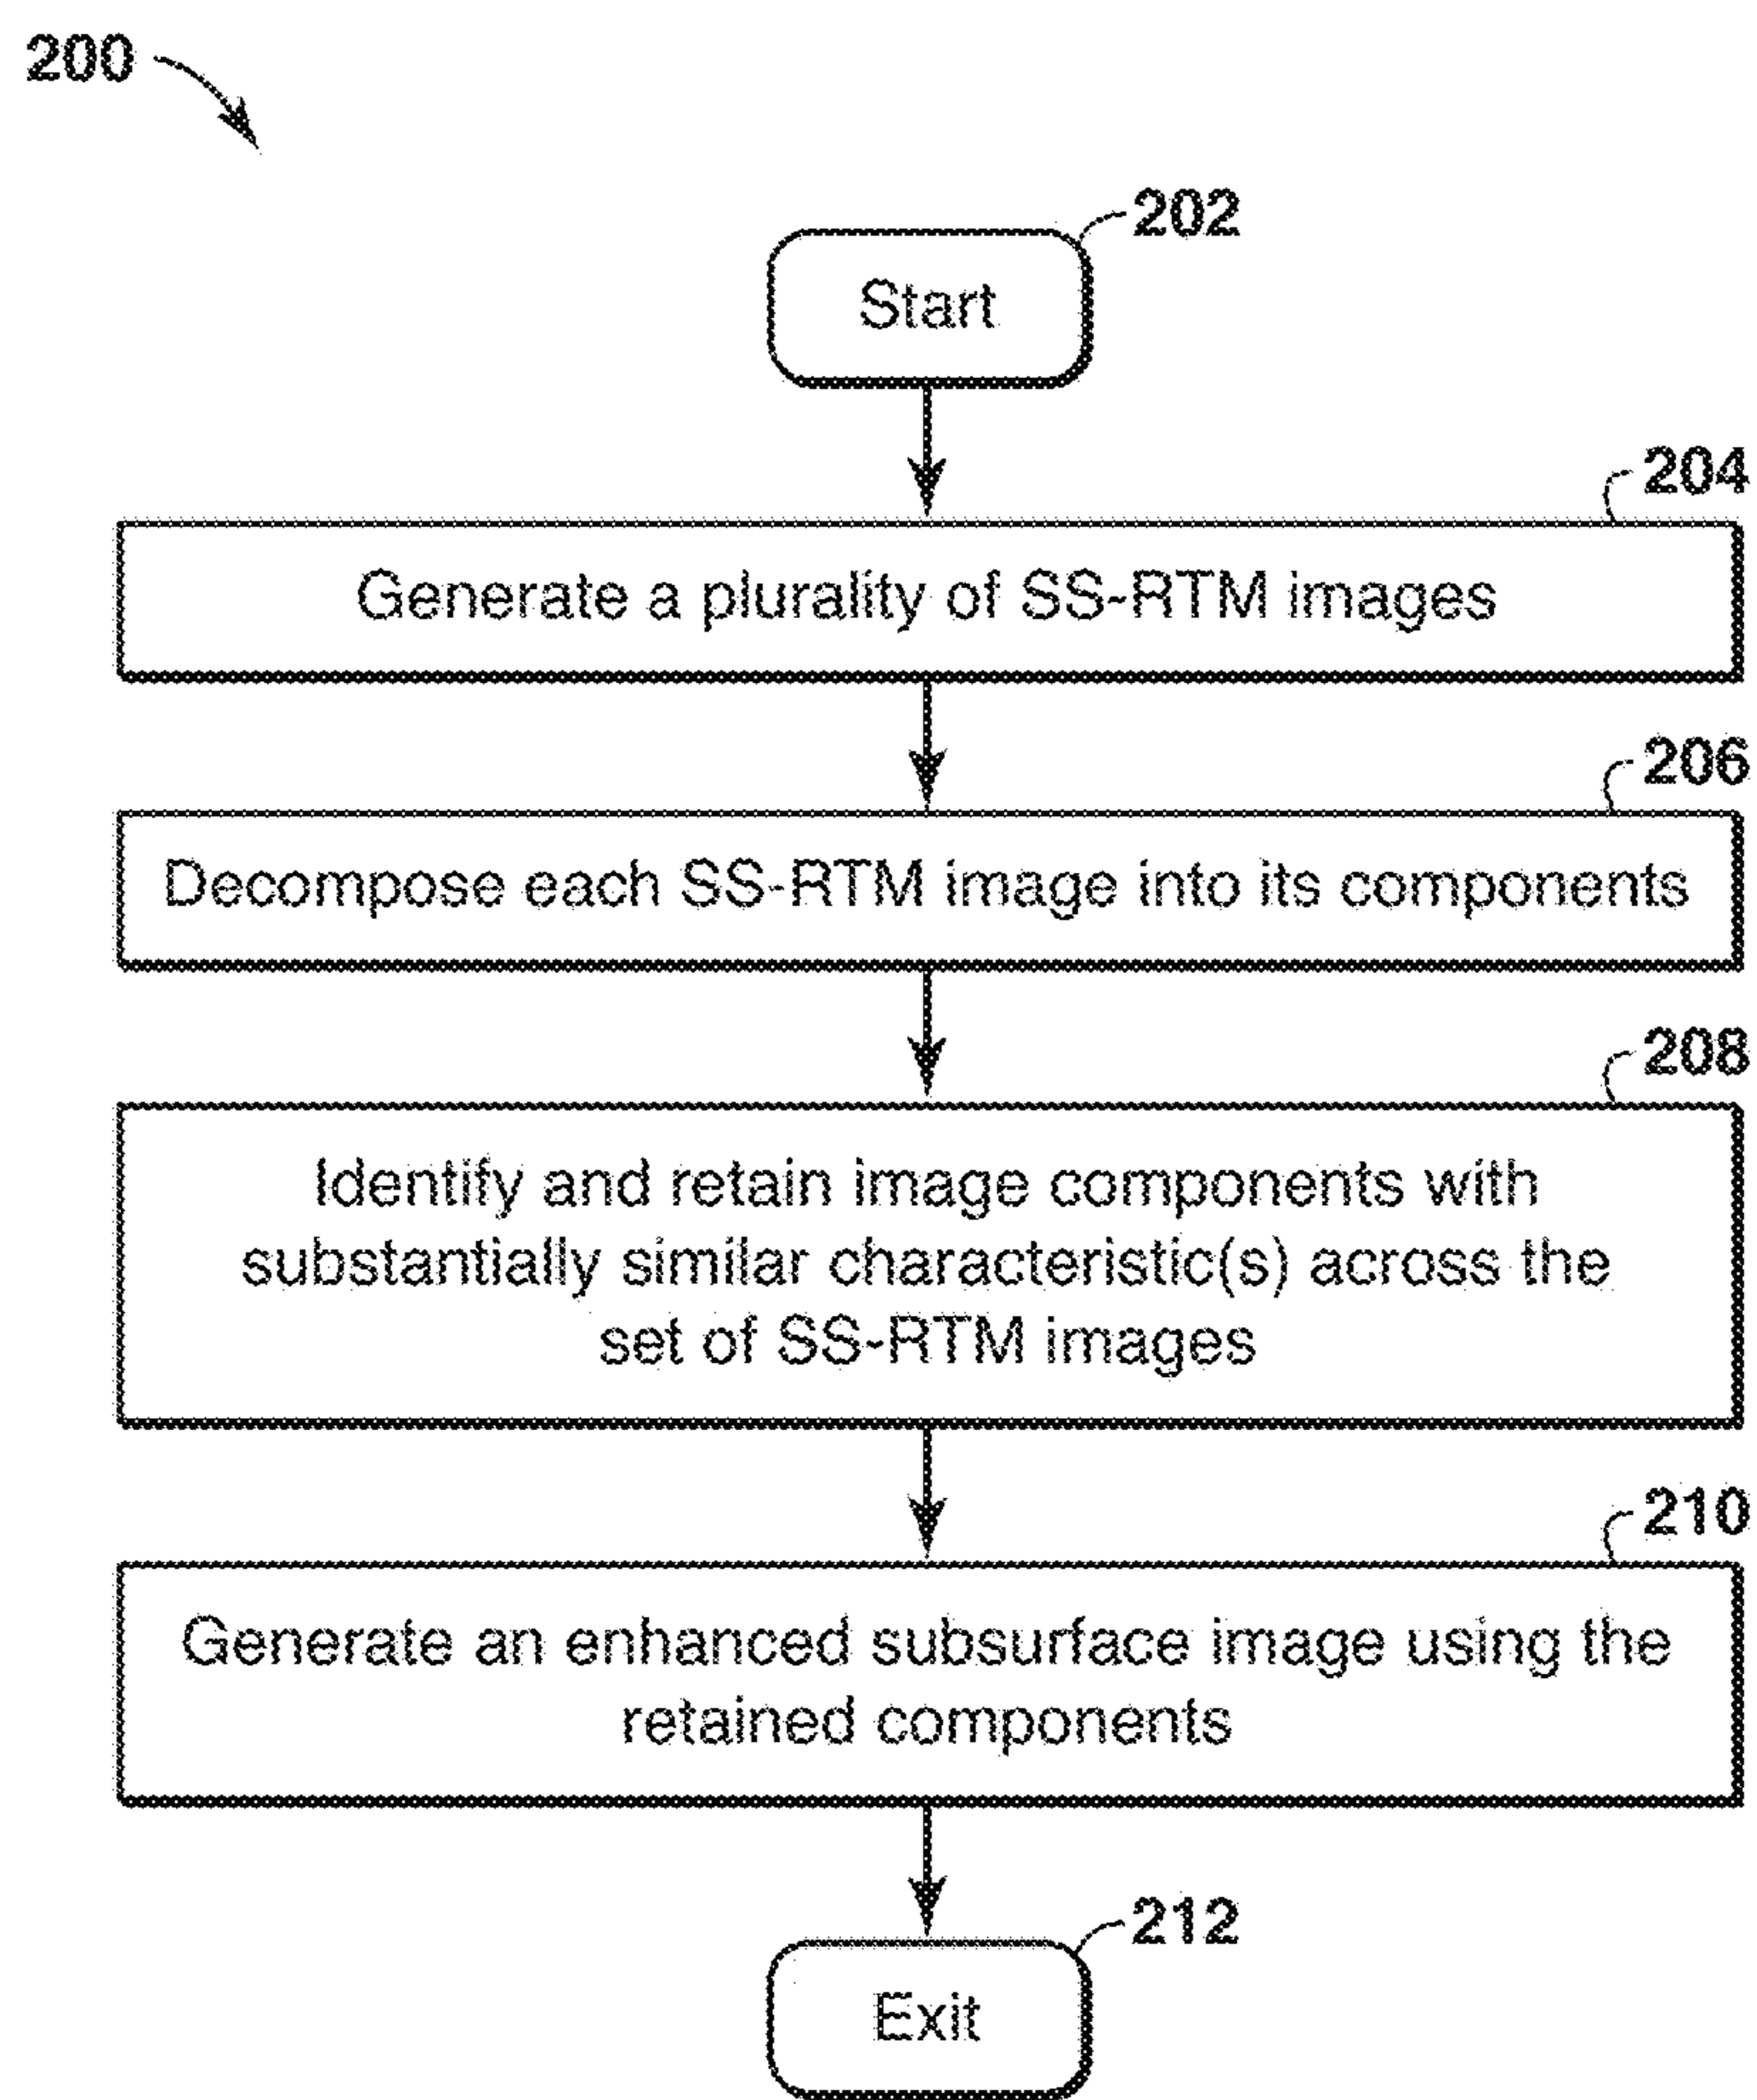 200
202
Start
204
Generate a plurality of SS-RTM images
206
Decompose each SS-RTM image into its components
208
Identify and retain image components with
substantially similar characteristic(s) across the
set of SS-RTM images
210
Generate an enhanced subsurface image using the
retained components
212
Exit